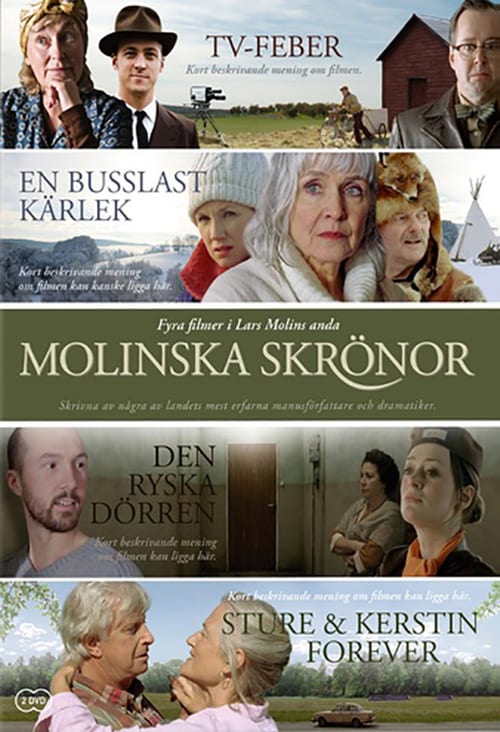 TV-FEBER
Kort beskrivande mening om filmen.
EN BUSSLAST
KÄRLEK
Kort beskrivande mening
om filmen kan kanske ligga här.
Fyra filmer i Lars Molins anda
MOLINSKA SKRÖNOR
Skrivna av några av landets mest erfarna manusförfattare och dramatiker.
DEN
RYSKA
DÖRREN
Kort beskrivande mening
om filmen kan ligga här.
Kort beskrivande mening om filmen kan ligga här.
STURE & KERSTIN
FOREVER
2 DVD